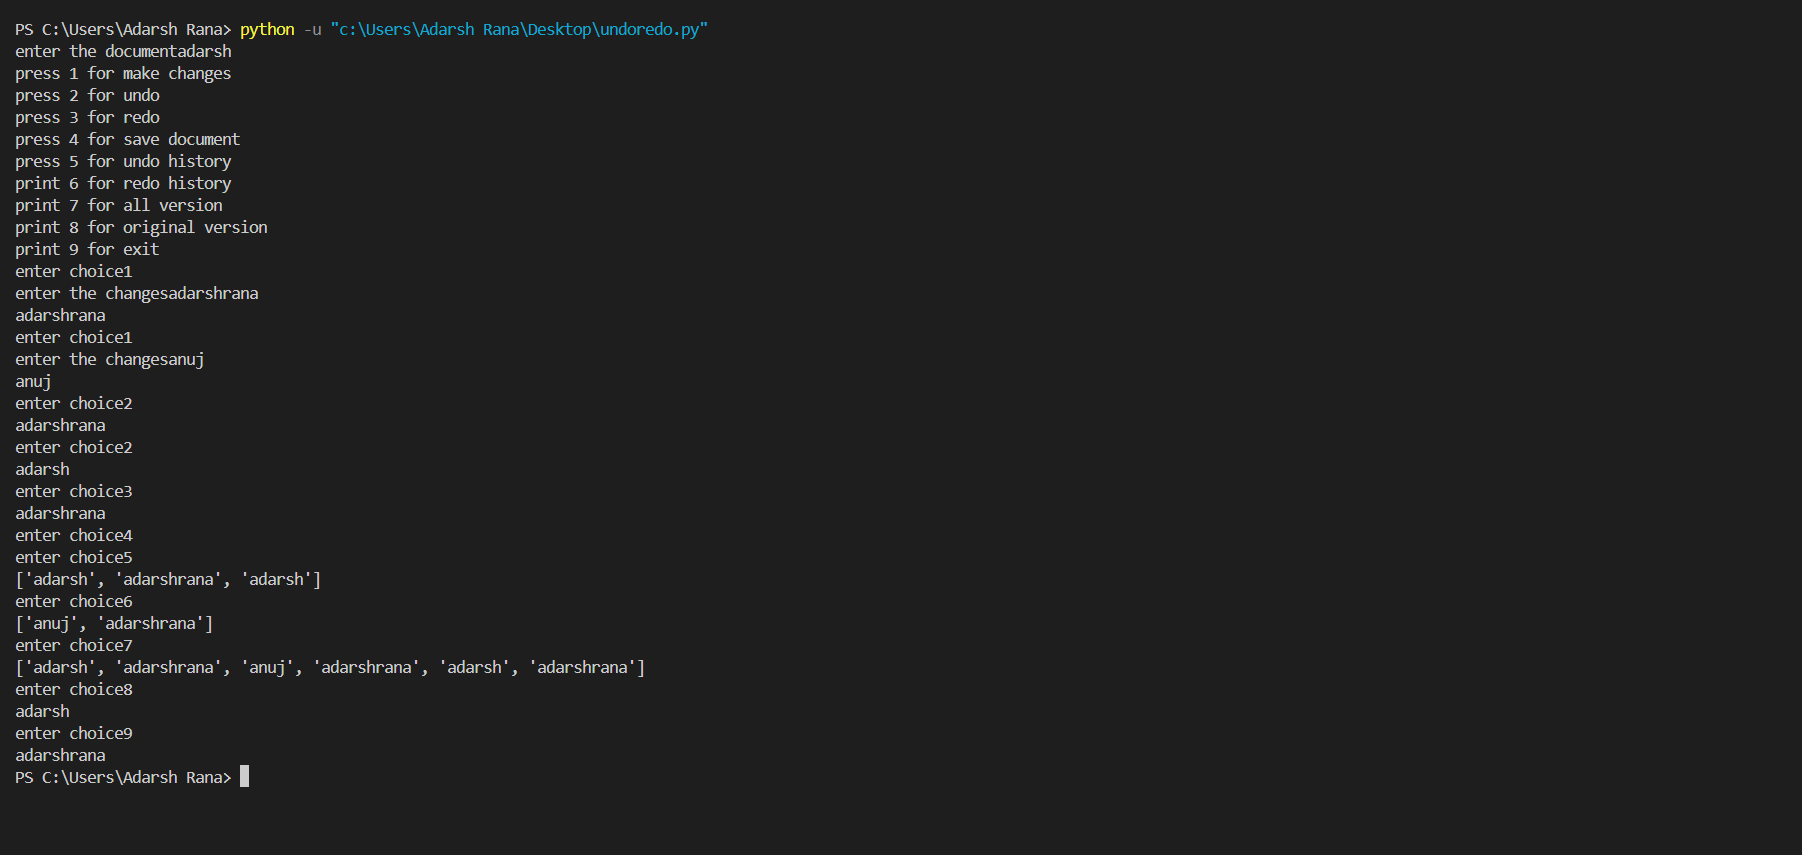 PS C:\Users\Adarsh Rana> python -u "c:\Users\Adarsh Rana\Desktop\undoredo.py"
enter the documentadarsh
press 1 for make changes
press 2 for undo
press 3 for redo
press 4 for save document
press 5 for undo history
print 6 for redo history
print 7 for all version
print 8 for original version
print 9 for exit
enter choice1
enter the changesadarshrana
adarshrana
enter choice1
enter the changesanuj
anuj
enter choice2
adarshrana
enter choice2
adarsh
enter choice3
adarshrana
enter choice4
enter choice5
['adarsh', 'adarshrana', 'adarsh']
enter choice6
['anuj', 'adarshrana']
enter choice7
['adarsh', 'adarshrana', 'anuj', 'adarshrana', 'adarsh', 'adarshrana']
enter choice8
adarsh
enter choice9
adarshrana
PS C:\Users\Adarsh Rana>